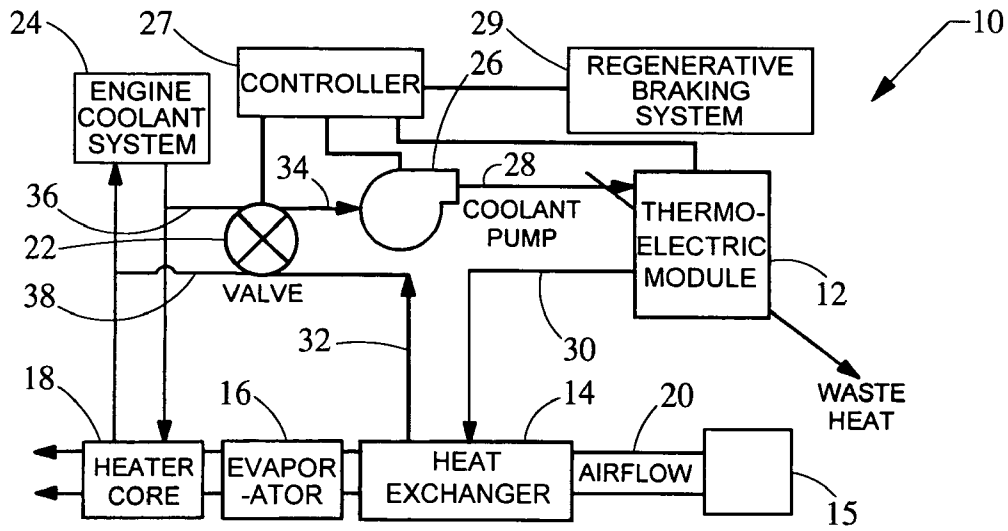 24
27
29
10
ENGINE
COOLANT
SYSTEM
CONTROLLER
26
REGENERATIVE
BRAKING
SYSTEM
34
28
36
22
COOLANT
PUMP
THERMO-
ELECTRIC
MODULE
12
VALVE
38
32
30
WASTE
HEAT
18
16
14
20
HEATER
CORE
EVAPOR
-ATOR
HEAT
EXCHANGER
AIRFLOW
15